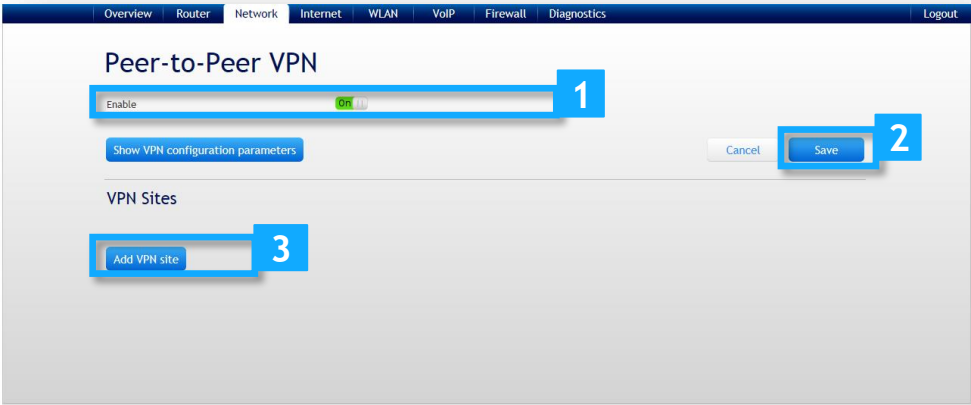 Overview Router Network Internet WLAN VoIP Firewall Diagnostics Logout
Peer-to-Peer VPN
Enable On 1
Show VPN configuration parameters Cancel Save 2
VPN Sites
Add VPN site 3